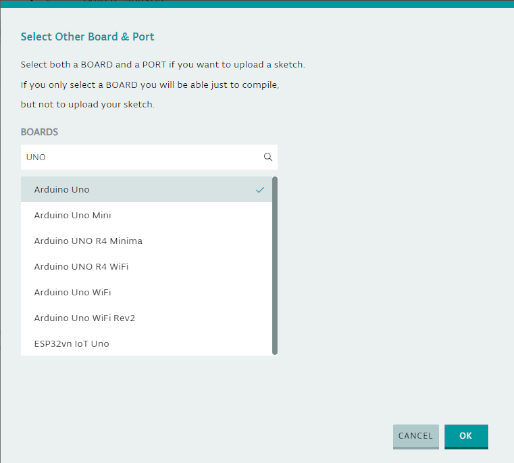 Select Other Board & Port
Select both a BOARD and a PORT if you want to upload a sketch.
If you only select a BOARD you will be able just to compile,
but not to upload your sketch.
BOARDS
UNO
Arduino Uno
Arduino Uno Mini
Arduino UNO R4 Minima
Arduino UNO R4 WiFi
Arduino Uno WiFi
Arduino Uno WiFi Rev2
ESP32vn IoT Uno
CANCEL
OK